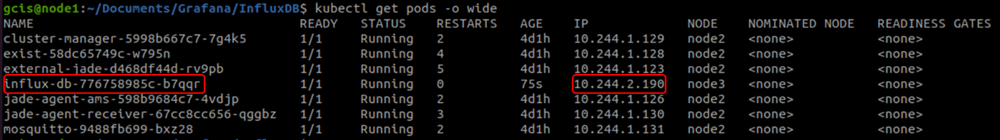 gcis@node1:~/Documents/Grafana/InfluxDB$ kubectl get pods -o wide
NAME READY STATUS RESTARTS AGE IP NODE NOMINATED NODE READINESS GATES
cluster-manager-5998b667c7-7g4k5 1/1 Running 2 4d1h 10.244.1.129 node2 <none> <none>
exist-58dc65749c-w795n 1/1 Running 4 4d1h 10.244.1.128 node2 <none> <none>
external-jade-d468df44d-rv9pb 1/1 Running 5 4d1h 10.244.1.123 node2 <none> <none>
influx-db-776758985c-b7qqr 1/1 Running 0 75s 10.244.2.190 node3 <none> <none>
jade-agent-ams-598b9684c7-4vdjp 1/1 Running 2 4d1h 10.244.1.126 node2 <none> <none>
jade-agent-receiver-67cc8cc656-qggbz 1/1 Running 3 4d1h 10.244.1.130 node2 <none> <none>
mosquitto-9488fb699-bxz28 1/1 Running 2 4d1h 10.244.1.131 node2 <none> <none>